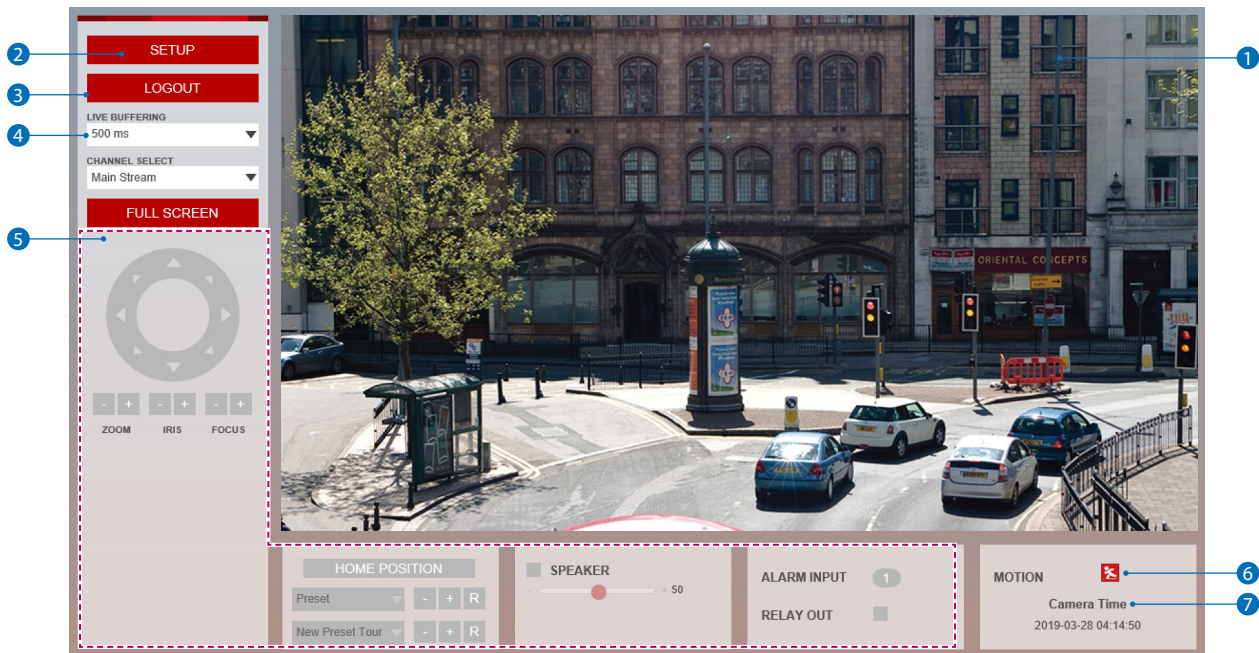 2
SETUP
3
LOGOUT
LIVE BUFFERING
4
500 ms
CHANNEL SELECT
Main Stream
FULL SCREEN
5
- + - + - +
ZOOM IRIS FOCUS
1
ORIENTAL CONCEPTS
HOME POSITION
Preset - + R
New Preset Tour - + R
SPEAKER
- + 50
ALARM INPUT 1
RELAY OUT
MOTION 6
Camera Time 7
2019-03-28 04:14:50